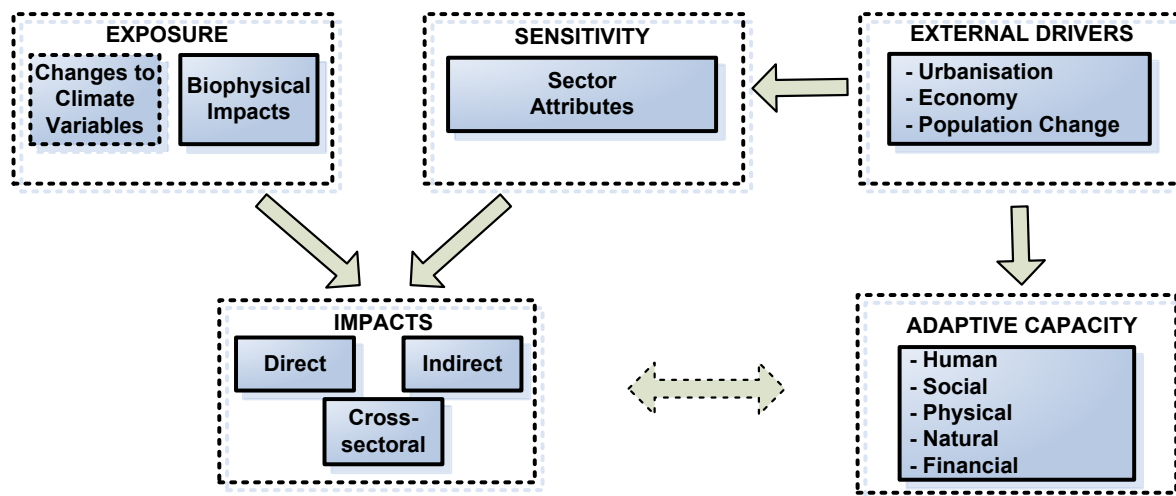 EXPOSURE
Changes to
Climate
Variables
Biophysical
Impacts
SENSITIVITY
Sector
Attributes
EXTERNAL DRIVERS
- Urbanisation
- Economy
- Population Change
IMPACTS
Direct
Indirect
Cross-
sectoral
ADAPTIVE CAPACITY
- Human
- Social
- Physical
- Natural
- Financial